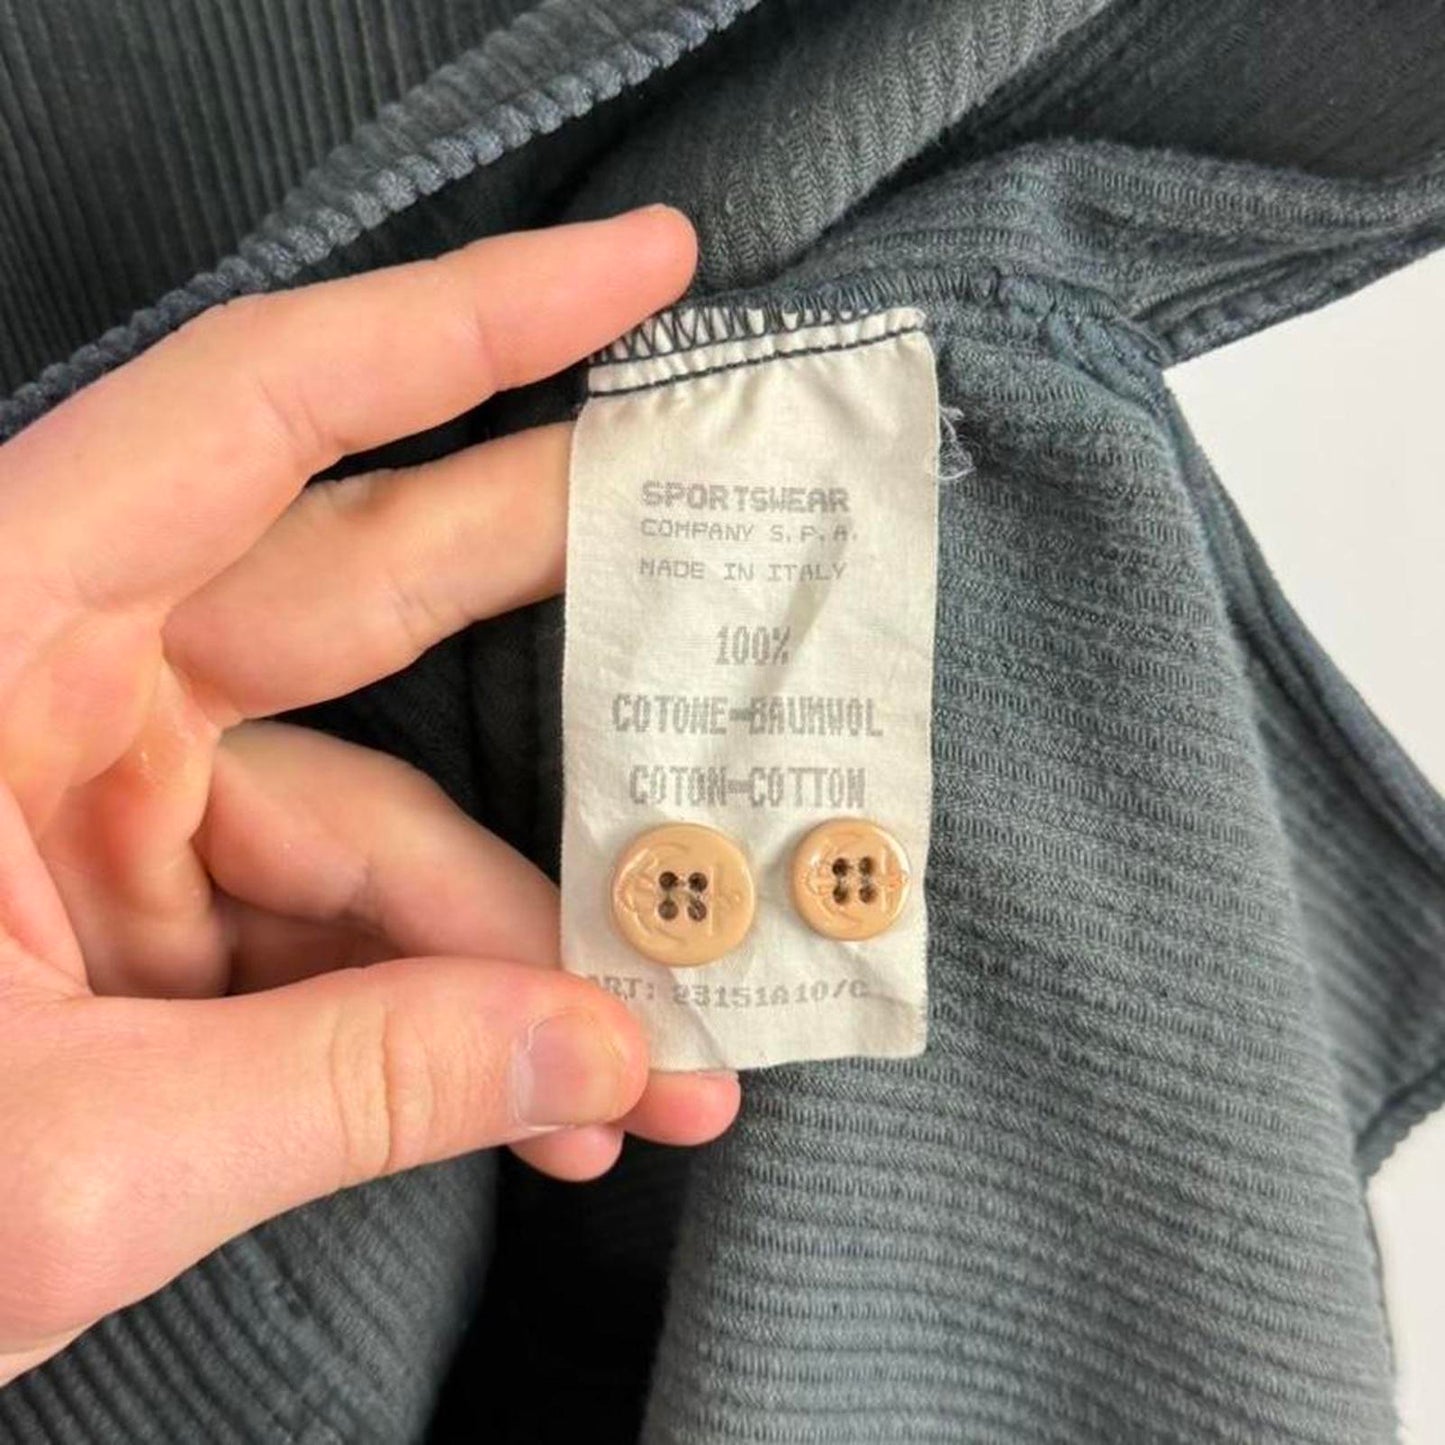 SPORTSWEAR
COMPANY S.P.A.
MADE IN ITALY
100%
COTONE-BAUMWOL
COTON-COTTON
ART: 23151A10/C